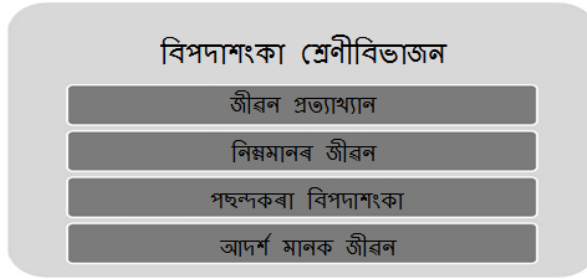 বিপদাশংকা শ্ৰেণীবিভাজন
জীৱন প্ৰত্যাখ্যান
নিম্নমানৰ জীৱন
পছন্দকৰা বিপদাশংকা
আদৰ্শ মানক জীৱন